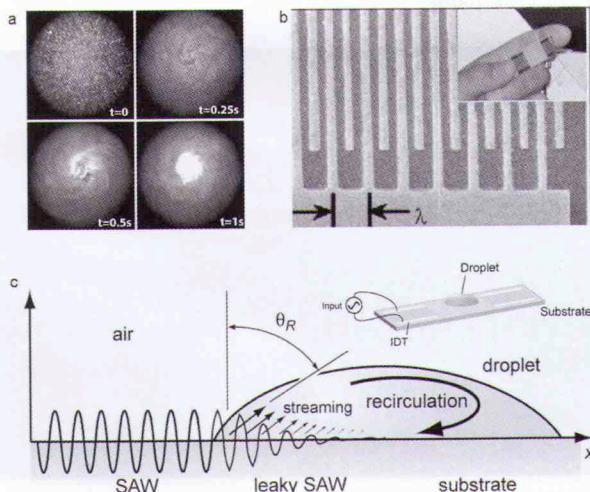 a
t=0
t=0.25s
t=0.5s
t=1s
b
λ
c
air
θR
Input
IDT
Droplet
Substrate
droplet
streaming
recirculation
x
SAW
leaky SAW
substrate